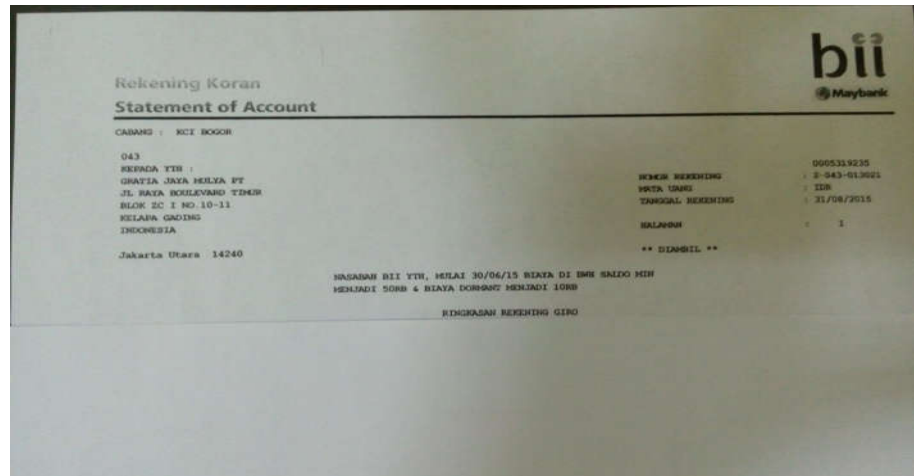 bii
Maybank
Rekening Koran
Statement of Account
CABANG : KCI BOGOR
043
KEPADA YTH :
GRATIA JAYA MULYA PT
JL RAYA BOULEVARD TIMUR
BLOK ZC I NO.10-11
KELAPA GADING
INDONESIA
Jakarta Utara 14240
0005319235
NOMOR REKENING : 2-043-013021
MATA UANG : IDR
TANGGAL REKENING : 31/08/2015
HALAMAN : 1
** DIAMBIL **
NASABAH BII YTH, MULAI 30/06/15 BIAYA DI BWH SALDO MIN
MENJADI 50RB & BIAYA DORMANT MENJADI 10RB
RINGKASAN REKENING GIRO